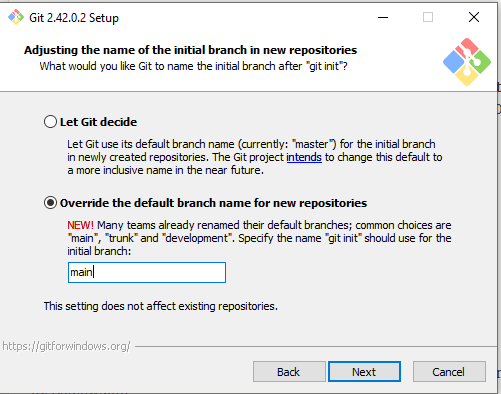 Git 2.42.0.2 Setup
Adjusting the name of the initial branch in new repositories
What would you like Git to name the initial branch after "git init"?
Let Git decide
Let Git use its default branch name (currently: "master") for the initial branch
in newly created repositories. The Git project intends to change this default to
a more inclusive name in the near future.
Override the default branch name for new repositories
NEW! Many teams already renamed their default branches; common choices are
"main", "trunk" and "development". Specify the name "git init" should use for the
initial branch:
main
This setting does not affect existing repositories.
https://gitforwindows.org/
Back
Next
Cancel